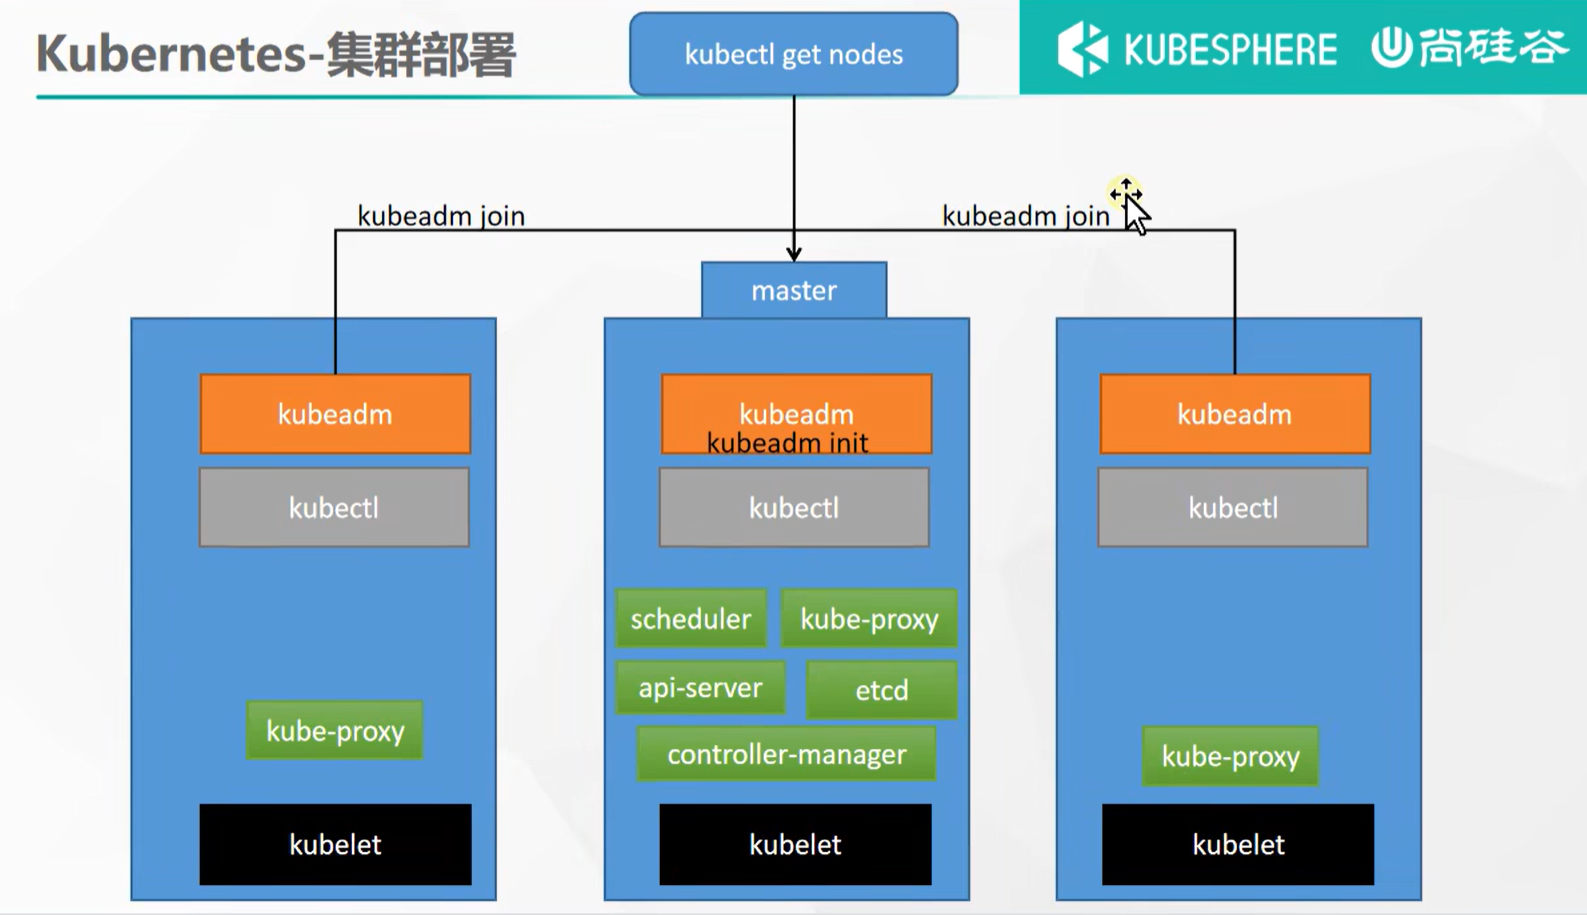 Kubernetes-集群部署
kubectl get nodes
KUBESPHERE
尚硅谷
kubeadm join
kubeadm join
master
kubeadm
kubectl
kube-proxy
kubelet
kubeadm
kubeadm init
kubectl
scheduler
kube-proxy
api-server
etcd
controller-manager
kubelet
kubeadm
kubectl
kube-proxy
kubelet